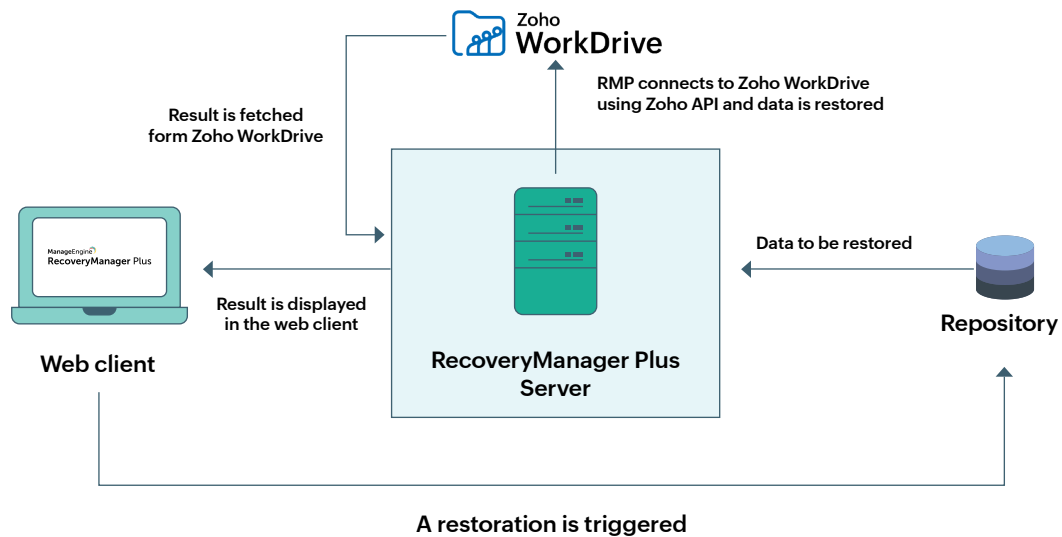 Zoho
WorkDrive
RMP connects to Zoho WorkDrive
using Zoho API and data is restored
Result is fetched
form Zoho WorkDrive
ManageEngine
RecoveryManager Plus
Data to be restored
Result is displayed
in the web client
Repository
Web client
RecoveryManager Plus
Server
A restoration is triggered